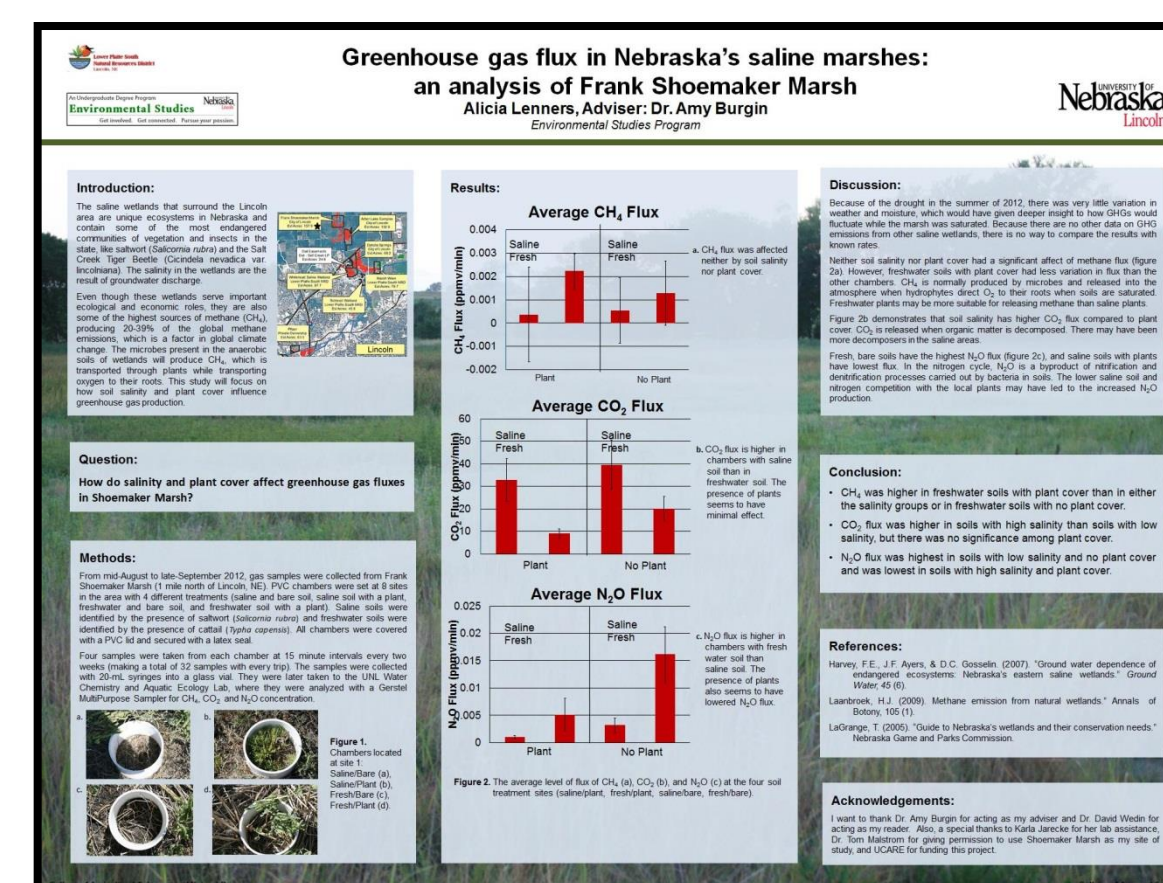 Greenhouse gas flux in Nebraska's saline marshes:
an analysis of Frank Shoemaker Marsh
Alicia Lenners, Adviser: Dr. Amy Burgin
Environmental Studies Program
Lower Platte South
Natural Resources District
Lincoln, NE
An Undergraduate Degree Program
Environmental Studies
Nebraska
Lincoln
Get involved. Get connected. Pursue your passion.
UNIVERSITY OF
Nebraska
Lincoln
Introduction:
The saline wetlands that surround the Lincoln
area are unique ecosystems in Nebraska and
contain some of the most endangered
communities of vegetation and insects in the
state, like saltwort (Salicornia rubra) and the Salt
Creek Tiger Beetle (Cicindela nevadica var.
lincolniana). The salinity in the wetlands are the
result of groundwater discharge.
Even though these wetlands serve important
ecological and economic roles, they are also
some of the highest sources of methane (CH₄),
producing 20-39% of the global methane
emissions, which is a factor in global climate
change. The microbes present in the anaerobic
soils of wetlands will produce CH₄, which is
transported through plants while transporting
oxygen to their roots. This study will focus on
how soil salinity and plant cover influence
greenhouse gas production.
Lincoln
Question:
How do salinity and plant cover affect greenhouse gas fluxes
in Shoemaker Marsh?
Methods:
From mid-August to late-September 2012, gas samples were collected from Frank
Shoemaker Marsh (1 mile north of Lincoln, NE). PVC chambers were set at 8 sites
in the area with 4 different treatments (saline and bare soil, saline soil with a plant,
freshwater and bare soil, and freshwater soil with a plant). Saline soils were
identified by the presence of saltwort (Salicornia rubra) and freshwater soils were
identified by the presence of cattail (Typha capensis). All chambers were covered
with a PVC lid and secured with a latex seal.
Four samples were taken from each chamber at 15 minute intervals every two
weeks (making a total of 32 samples with every trip). The samples were collected
with 20-mL syringes into a glass vial. They were later taken to the UNL Water
Chemistry and Aquatic Ecology Lab, where they were analyzed with a Gerstel
MultiPurpose Sampler for CH₄, CO₂ and N₂O concentration.
a.
b.
c.
d.
Figure 1.
Chambers located
at site 1:
Saline/Bare (a),
Saline/Plant (b),
Fresh/Bare (c),
Fresh/Plant (d).
Results:
Average CH₄ Flux
CH₄ Flux (ppmv/min)
0.004
0.003
0.002
0.001
0
-0.001
-0.002
Saline
Fresh
Saline
Fresh
Plant
No Plant
a. CH₄ flux was affected
neither by soil salinity
nor plant cover.
Average CO₂ Flux
CO₂ Flux (ppmv/min)
60
50
40
30
20
10
0
Saline
Fresh
Saline
Fresh
Plant
No Plant
b. CO₂ flux is higher in
chambers with saline
soil than in
freshwater soil. The
presence of plants
seems to have
minimal effect.
Average N₂O Flux
N₂O Flux (ppmv/min)
0.025
0.02
0.015
0.01
0.005
0
Saline
Fresh
Saline
Fresh
Plant
No Plant
c. N₂O flux is higher in
chambers with fresh
water soil than
saline soil. The
presence of plants
also seems to have
lowered N₂O flux.
Figure 2. The average level of flux of CH₄ (a), CO₂ (b), and N₂O (c) at the four soil
treatment sites (saline/plant, fresh/plant, saline/bare, fresh/bare).
Discussion:
Because of the drought in the summer of 2012, there was very little variation in
weather and moisture, which would have given deeper insight to how GHGs would
fluctuate while the marsh was saturated. Because there are no other data on GHG
emissions from other saline wetlands, there is no way to compare the results with
known rates.
Neither soil salinity nor plant cover had a significant affect of methane flux (figure
2a). However, freshwater soils with plant cover had less variation in flux than the
other chambers. CH₄ is normally produced by microbes and released into the
atmosphere when hydrophytes direct O₂ to their roots when soils are saturated.
Freshwater plants may be more suitable for releasing methane than saline plants.
Figure 2b demonstrates that soil salinity has higher CO₂ flux compared to plant
cover. CO₂ is released when organic matter is decomposed. There may have been
more decomposers in the saline areas.
Fresh, bare soils have the highest N₂O flux (figure 2c), and saline soils with plants
have lowest flux. In the nitrogen cycle, N₂O is a byproduct of nitrification and
denitrification processes carried out by bacteria in soils. The lower saline soil and
nitrogen competition with the local plants may have led to the increased N₂O
production.
Conclusion:
• CH₄ was higher in freshwater soils with plant cover than in either
the salinity groups or in freshwater soils with no plant cover.
• CO₂ flux was higher in soils with high salinity than soils with low
salinity, but there was no significance among plant cover.
• N₂O flux was highest in soils with low salinity and no plant cover
and was lowest in soils with high salinity and plant cover.
References:
Harvey, F.E., J.F. Ayers, & D.C. Gosselin. (2007). "Ground water dependence of
endangered ecosystems: Nebraska's eastern saline wetlands." Ground
Water, 45 (6).
Laanbroek, H.J. (2009). Methane emission from natural wetlands." Annals of
Botony, 105 (1).
LaGrange, T. (2005). "Guide to Nebraska's wetlands and their conservation needs."
Nebraska Game and Parks Commission.
Acknowledgements:
I want to thank Dr. Amy Burgin for acting as my adviser and Dr. David Wedin for
acting as my reader. Also, a special thanks to Karla Jarecke for her lab assistance,
Dr. Tom Malstrom for giving permission to use Shoemaker Marsh as my site of
study, and UCARE for funding this project.